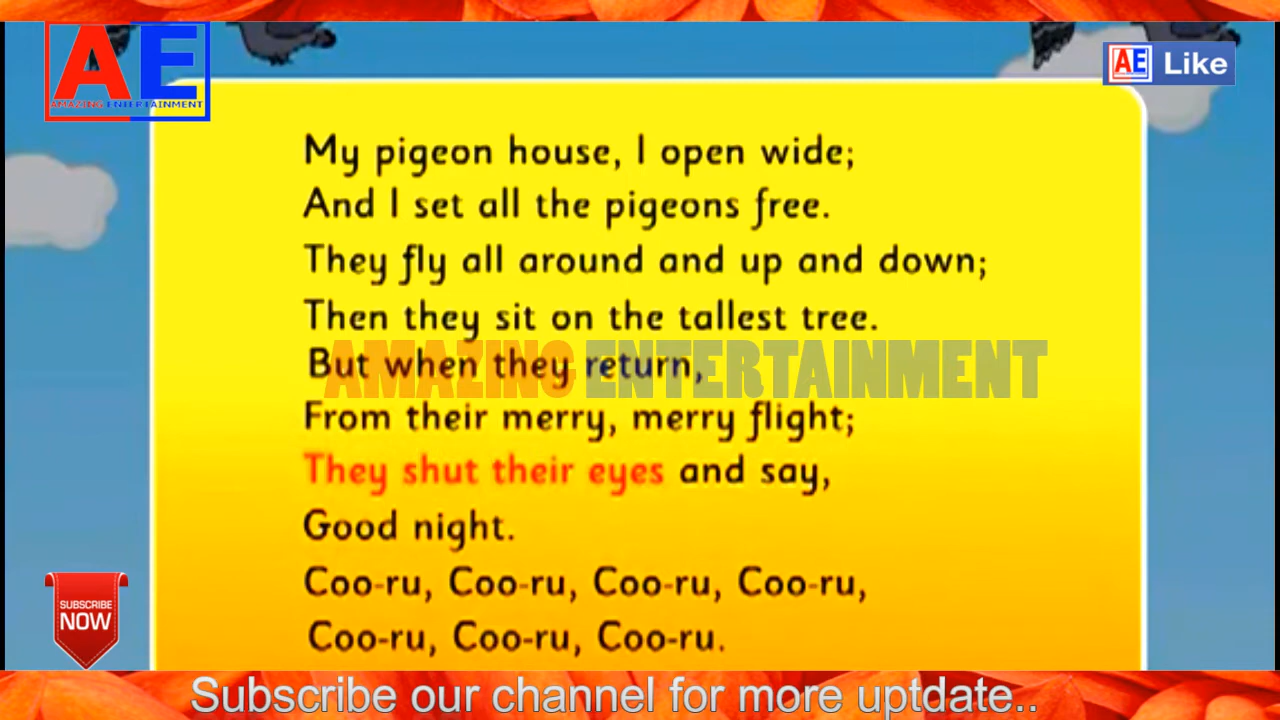 AE
AMAZING ENTERTAINMENT
AE Like
My pigeon house, I open wide;
And I set all the pigeons free.
They fly all around and up and down;
Then they sit on the tallest tree.
AMAZING ENTERTAINMENT
But when they return,
From their merry, merry flight;
They shut their eyes and say,
Good night.
Coo-ru, Coo-ru, Coo-ru, Coo-ru,
Coo-ru, Coo-ru, Coo-ru.
SUBSCRIBE
NOW
Subscribe our channel for more uptdate..